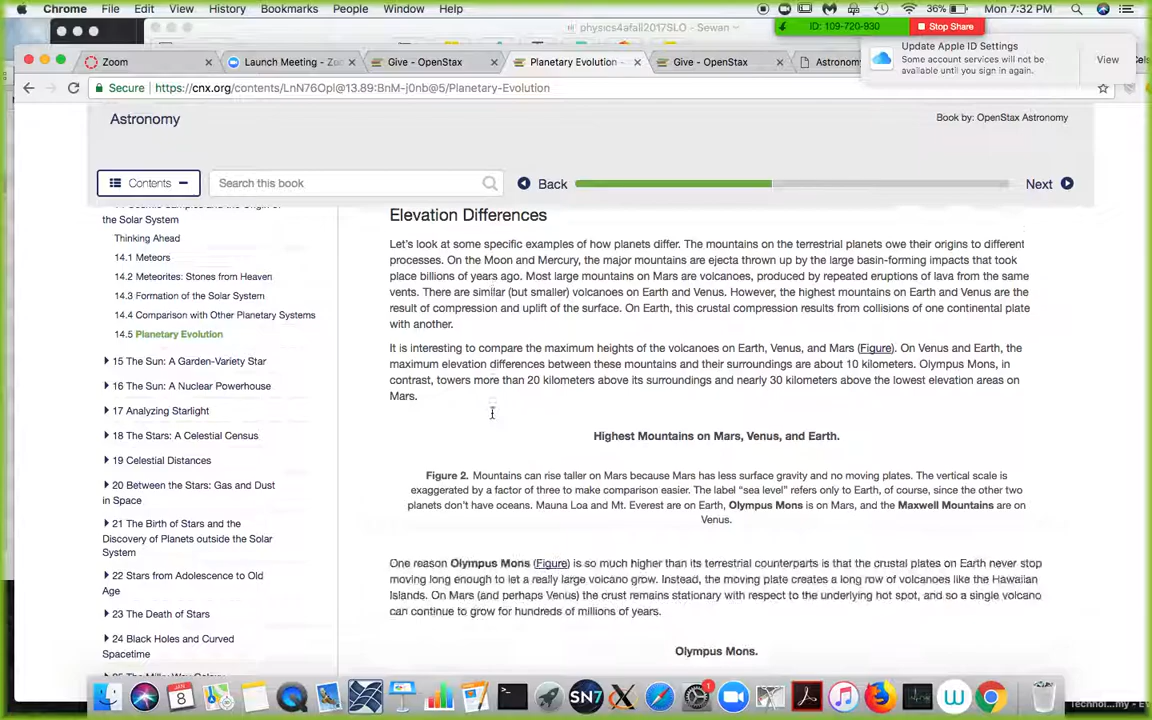 Chrome File Edit View History Bookmarks People Window Help 36% Mon 7:32 PM
physics4afall2017SLO - Sewan
ID: 109-720-930 Stop Share
Update Apple ID Settings
Some account services will not be
available until you sign in again.
View
Zoom × Launch Meeting - Zo × Give - OpenStax × Planetary Evolution - × Give - OpenStax × Astronom
Secure https://cnx.org/contents/LnN76Opl@13.89:BnM-j0nb@5/Planetary-Evolution
Astronomy
Book by: OpenStax Astronomy
Contents
Search this book
Back
Next
the Solar System
Thinking Ahead
14.1 Meteors
14.2 Meteorites: Stones from Heaven
14.3 Formation of the Solar System
14.4 Comparison with Other Planetary Systems
14.5 Planetary Evolution
15 The Sun: A Garden-Variety Star
16 The Sun: A Nuclear Powerhouse
17 Analyzing Starlight
18 The Stars: A Celestial Census
19 Celestial Distances
20 Between the Stars: Gas and Dust
in Space
21 The Birth of Stars and the
Discovery of Planets outside the Solar
System
22 Stars from Adolescence to Old
Age
23 The Death of Stars
24 Black Holes and Curved
Spacetime
Elevation Differences
Let's look at some specific examples of how planets differ. The mountains on the terrestrial planets owe their origins to different
processes. On the Moon and Mercury, the major mountains are ejecta thrown up by the large basin-forming impacts that took
place billions of years ago. Most large mountains on Mars are volcanoes, produced by repeated eruptions of lava from the same
vents. There are similar (but smaller) volcanoes on Earth and Venus. However, the highest mountains on Earth and Venus are the
result of compression and uplift of the surface. On Earth, this crustal compression results from collisions of one continental plate
with another.
It is interesting to compare the maximum heights of the volcanoes on Earth, Venus, and Mars (Figure). On Venus and Earth, the
maximum elevation differences between these mountains and their surroundings are about 10 kilometers. Olympus Mons, in
contrast, towers more than 20 kilometers above its surroundings and nearly 30 kilometers above the lowest elevation areas on
Mars.
Highest Mountains on Mars, Venus, and Earth.
Figure 2. Mountains can rise taller on Mars because Mars has less surface gravity and no moving plates. The vertical scale is
exaggerated by a factor of three to make comparison easier. The label “sea level” refers only to Earth, of course, since the other two
planets don't have oceans. Mauna Loa and Mt. Everest are on Earth, Olympus Mons is on Mars, and the Maxwell Mountains are on
Venus.
One reason Olympus Mons (Figure) is so much higher than its terrestrial counterparts is that the crustal plates on Earth never stop
moving long enough to let a really large volcano grow. Instead, the moving plate creates a long row of volcanoes like the Hawaiian
Islands. On Mars (and perhaps Venus) the crust remains stationary with respect to the underlying hot spot, and so a single volcano
can continue to grow for hundreds of millions of years.
Olympus Mons.
JAN
8
SN7
1